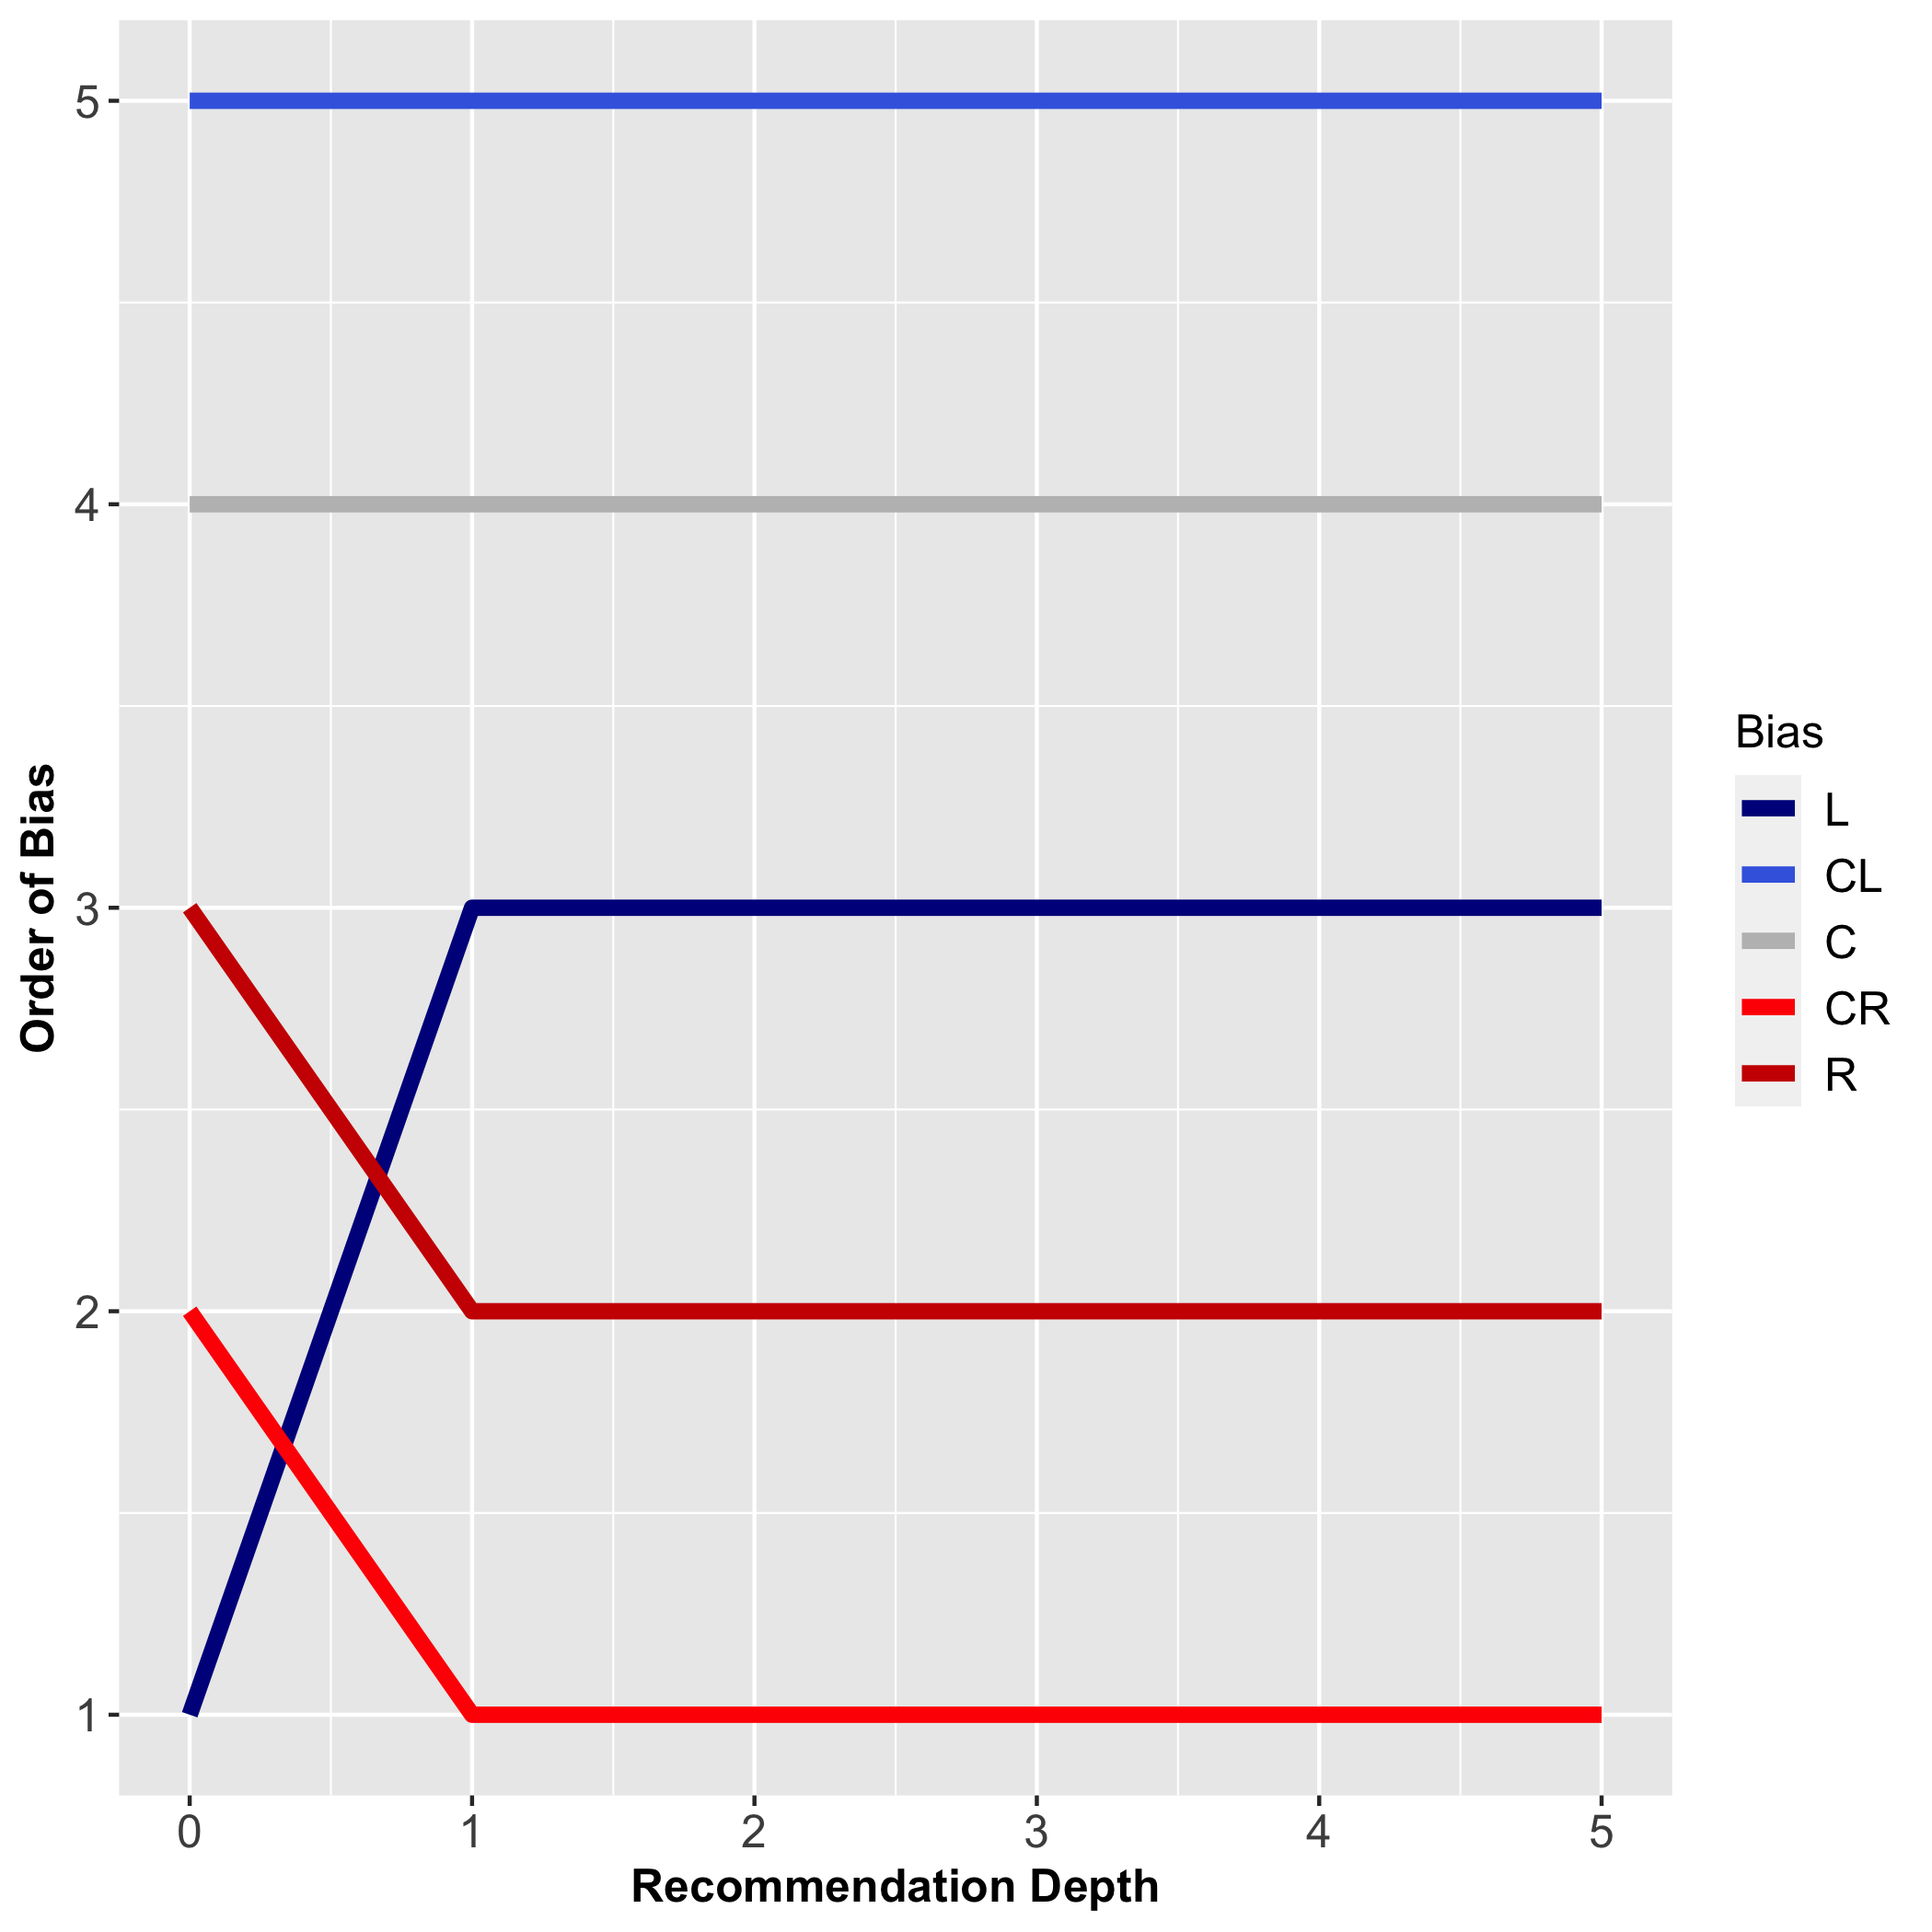 5
4
3
2
1
Order of Bias
0 1 2 3 4 5
Recommendation Depth
Bias
L
CL
C
CR
R